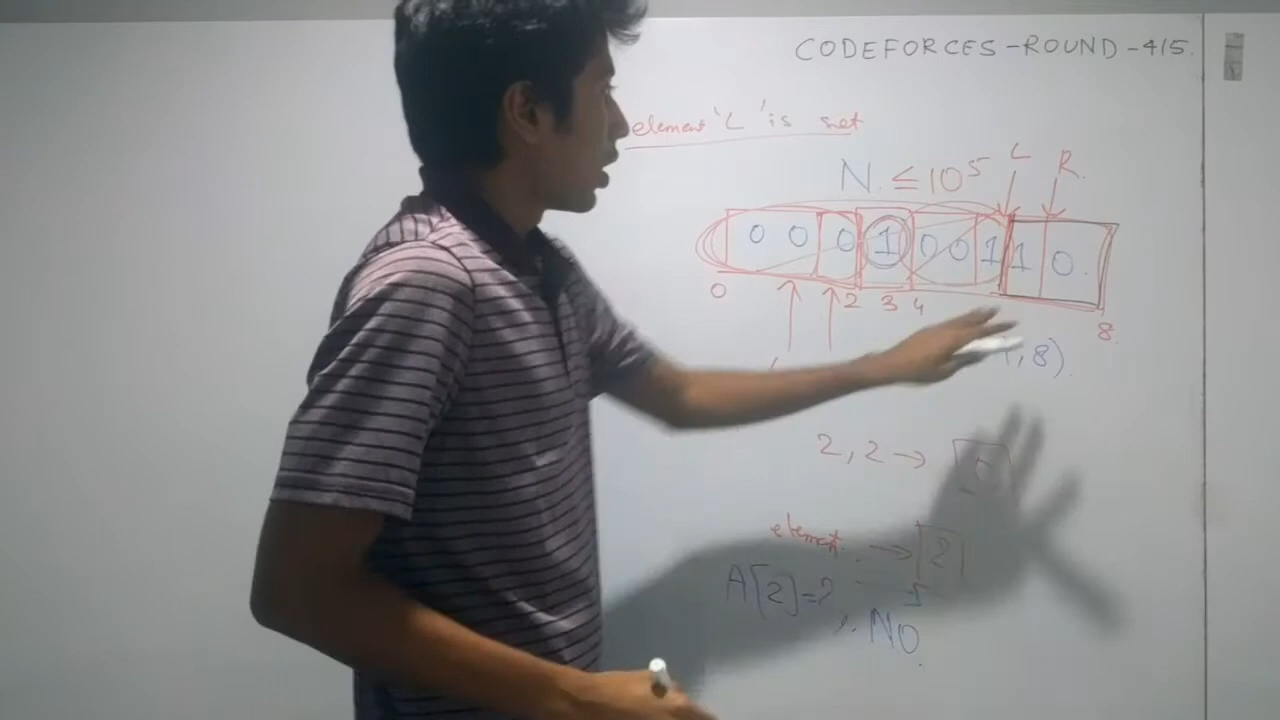 CODEFORCES-ROUND-415.
element 'L' is set
N. ≤ 10^5
L R.
0 0 0 1 0 0 1 1 0.
0 2 3 4 8.
, 8).
2, 2 →
element. → 2
A[2]=?
∴ NO.